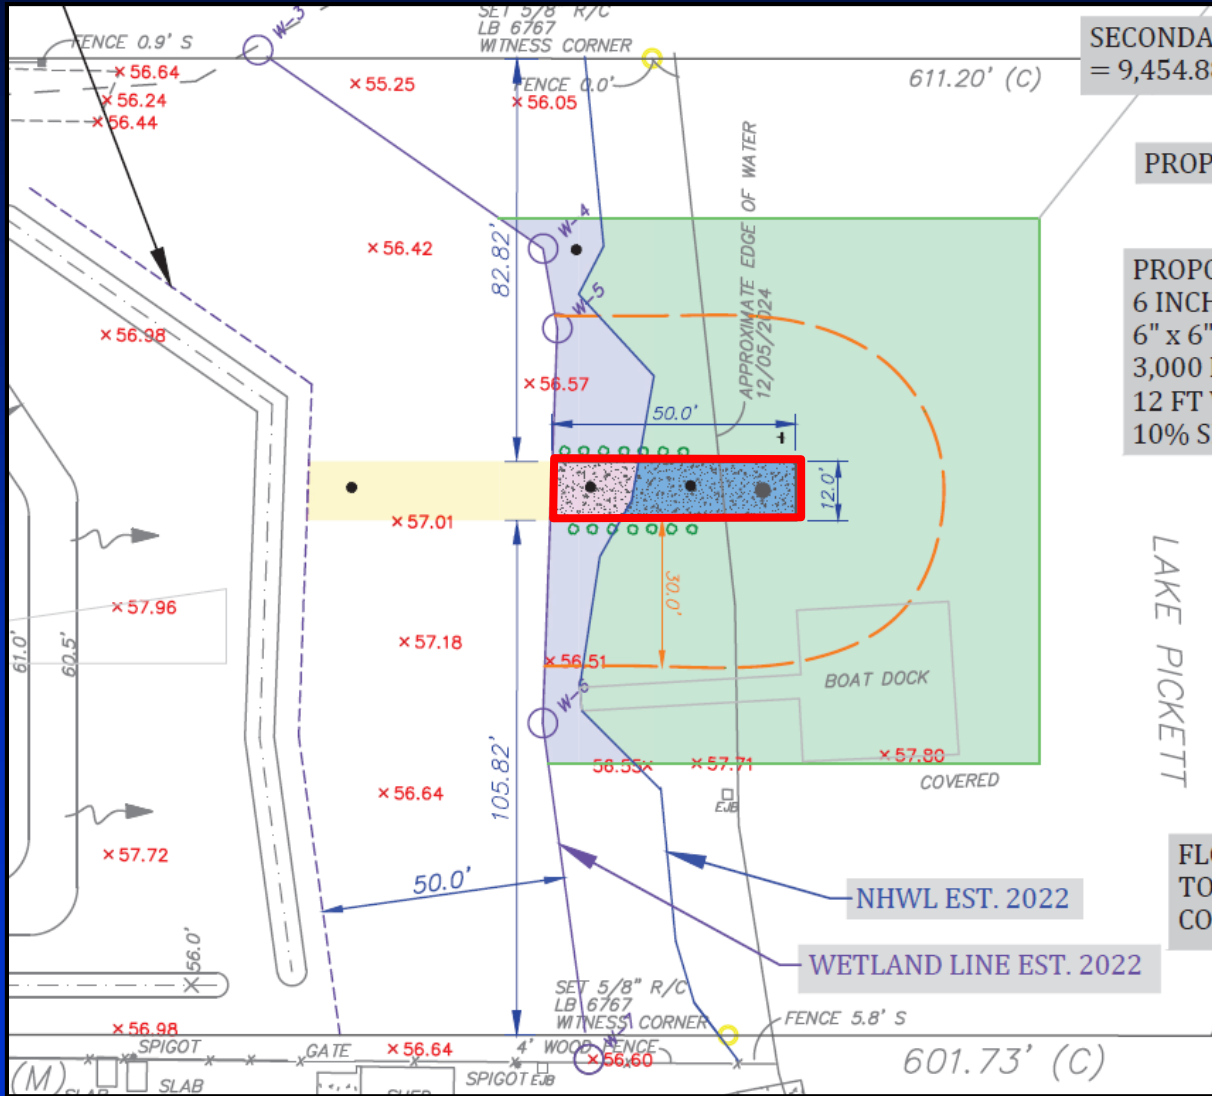 SET 5/8" R/C
LB 6767
WITNESS CORNER
W-3
FENCE 0.9' S
FENCE 0.0'
611.20' (C)
SECONDA
= 9,454.8
56.64
56.24
56.44
55.25
56.05
PROP
APPROXIMATE EDGE OF WATER
12/05/2024
W-4
82.82'
56.42
W-5
56.98
PROPO
6 INCH
6" x 6"
3,000
12 FT
10% S
56.57
50.0'
12.0'
57.01
30.0'
LAKE PICKETT
57.96
57.18
61.0'
60.5'
56.51
W-6
BOAT DOCK
56.55
57.71
57.80
COVERED
105.82'
56.64
EJB
57.72
50.0'
NHWL EST. 2022
FL
TO
CO
56.0'
WETLAND LINE EST. 2022
SET 5/8" R/C
LB 6767
WITNESS CORNER
W-7
FENCE 5.8' S
56.98
SPIGOT
GATE
56.64
4' WOOD FENCE
56.60
601.73' (C)
(M)
SLAB
SLAB
SHED
SPIGOT
EJB